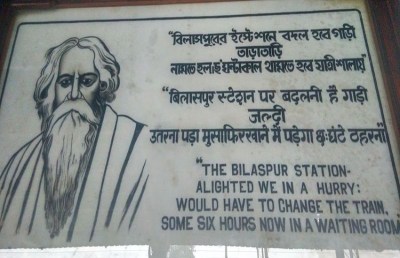 "বিলাসপুরের ইস্টেশনে বদল হবে গাড়ি
তাড়াতাড়ি
নামতে হল; ছ' ঘন্টাকাল থামতে হবে যাত্রিশালায়
"बिलासपुर स्टेशन पर बदलनी है गाड़ी
जल्दी
उतरना पड़ा मुसाफिरखाने में पड़ेगा छः घंटे ठहरना"
"THE BILASPUR STATION-
ALIGHTED WE IN A HURRY:
WOULD HAVE TO CHANGE THE TRAIN.
SOME SIX HOURS NOW IN A WAITING ROOM